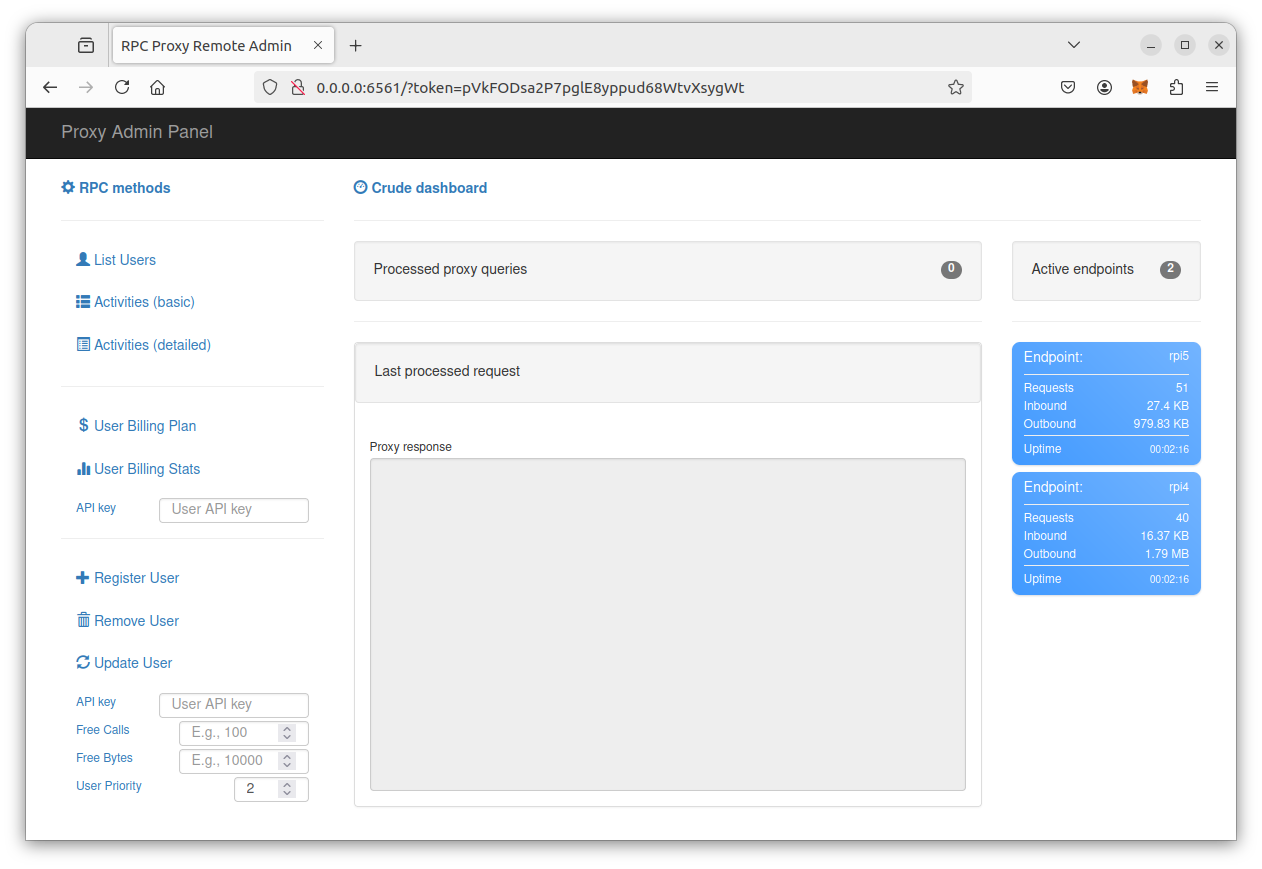 RPC Proxy Remote Admin
0.0.0.0:6561/?token=pVkFODsa2P7pglE8yppud68WtvXsygWt
Proxy Admin Panel
RPC methods
List Users
Activities (basic)
Activities (detailed)
User Billing Plan
User Billing Stats
API key User API key
Register User
Remove User
Update User
API key User API key
Free Calls E.g., 100
Free Bytes E.g., 10000
User Priority 2
Crude dashboard
Processed proxy queries 0
Last processed request
Proxy response
Active endpoints 2
Endpoint: rpi5
Requests 51
Inbound 27.4 KB
Outbound 979.83 KB
Uptime 00:02:16
Endpoint: rpi4
Requests 40
Inbound 16.37 KB
Outbound 1.79 MB
Uptime 00:02:16